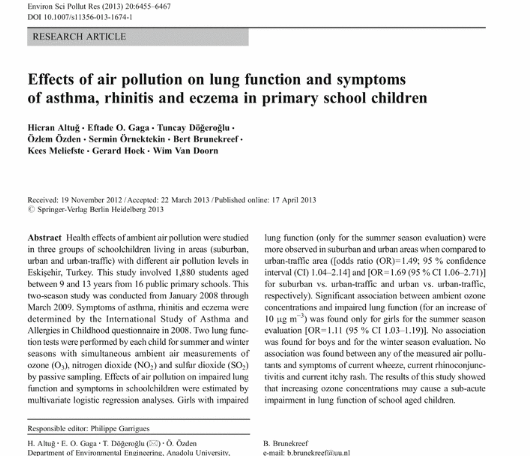 Environ Sci Pollut Res (2013) 20:6455–6467
DOI 10.1007/s11356-013-1674-1
RESEARCH ARTICLE
Effects of air pollution on lung function and symptoms
of asthma, rhinitis and eczema in primary school children
Hicran Altuğ · Eftade O. Gaga · Tuncay Döğeroğlu ·
Özlem Özden · Sermin Örnektekin · Bert Brunekreef ·
Kees Meliefste · Gerard Hoek · Wim Van Doorn
Received: 19 November 2012 / Accepted: 22 March 2013 / Published online: 17 April 2013
© Springer-Verlag Berlin Heidelberg 2013
Abstract Health effects of ambient air pollution were studied
in three groups of schoolchildren living in areas (suburban,
urban and urban-traffic) with different air pollution levels in
Eskişehir, Turkey. This study involved 1,880 students aged
between 9 and 13 years from 16 public primary schools. This
two-season study was conducted from January 2008 through
March 2009. Symptoms of asthma, rhinitis and eczema were
determined by the International Study of Asthma and
Allergies in Childhood questionnaire in 2008. Two lung func-
tion tests were performed by each child for summer and winter
seasons with simultaneous ambient air measurements of
ozone (O3), nitrogen dioxide (NO2) and sulfur dioxide (SO2)
by passive sampling. Effects of air pollution on impaired lung
function and symptoms in schoolchildren were estimated by
multivariate logistic regression analyses. Girls with impaired
lung function (only for the summer season evaluation) were
more observed in suburban and urban areas when compared to
urban-traffic area ([odds ratio (OR)=1.49; 95 % confidence
interval (CI) 1.04–2.14] and [OR=1.69 (95 % CI 1.06–2.71)]
for suburban vs. urban-traffic and urban vs. urban-traffic,
respectively). Significant association between ambient ozone
concentrations and impaired lung function (for an increase of
10 μg m−3) was found only for girls for the summer season
evaluation [OR=1.11 (95 % CI 1.03–1.19)]. No association
was found for boys and for the winter season evaluation. No
association was found between any of the measured air pollu-
tants and symptoms of current wheeze, current rhinoconjunc-
tivitis and current itchy rash. The results of this study showed
that increasing ozone concentrations may cause a sub-acute
impairment in lung function of school aged children.
Responsible editor: Philippe Garrigues
H. Altuğ · E. O. Gaga · T. Döğeroğlu (✉) · Ö. Özden
Department of Environmental Engineering, Anadolu University,
B. Brunekreef
e-mail: b.brunekreef@uu.nl